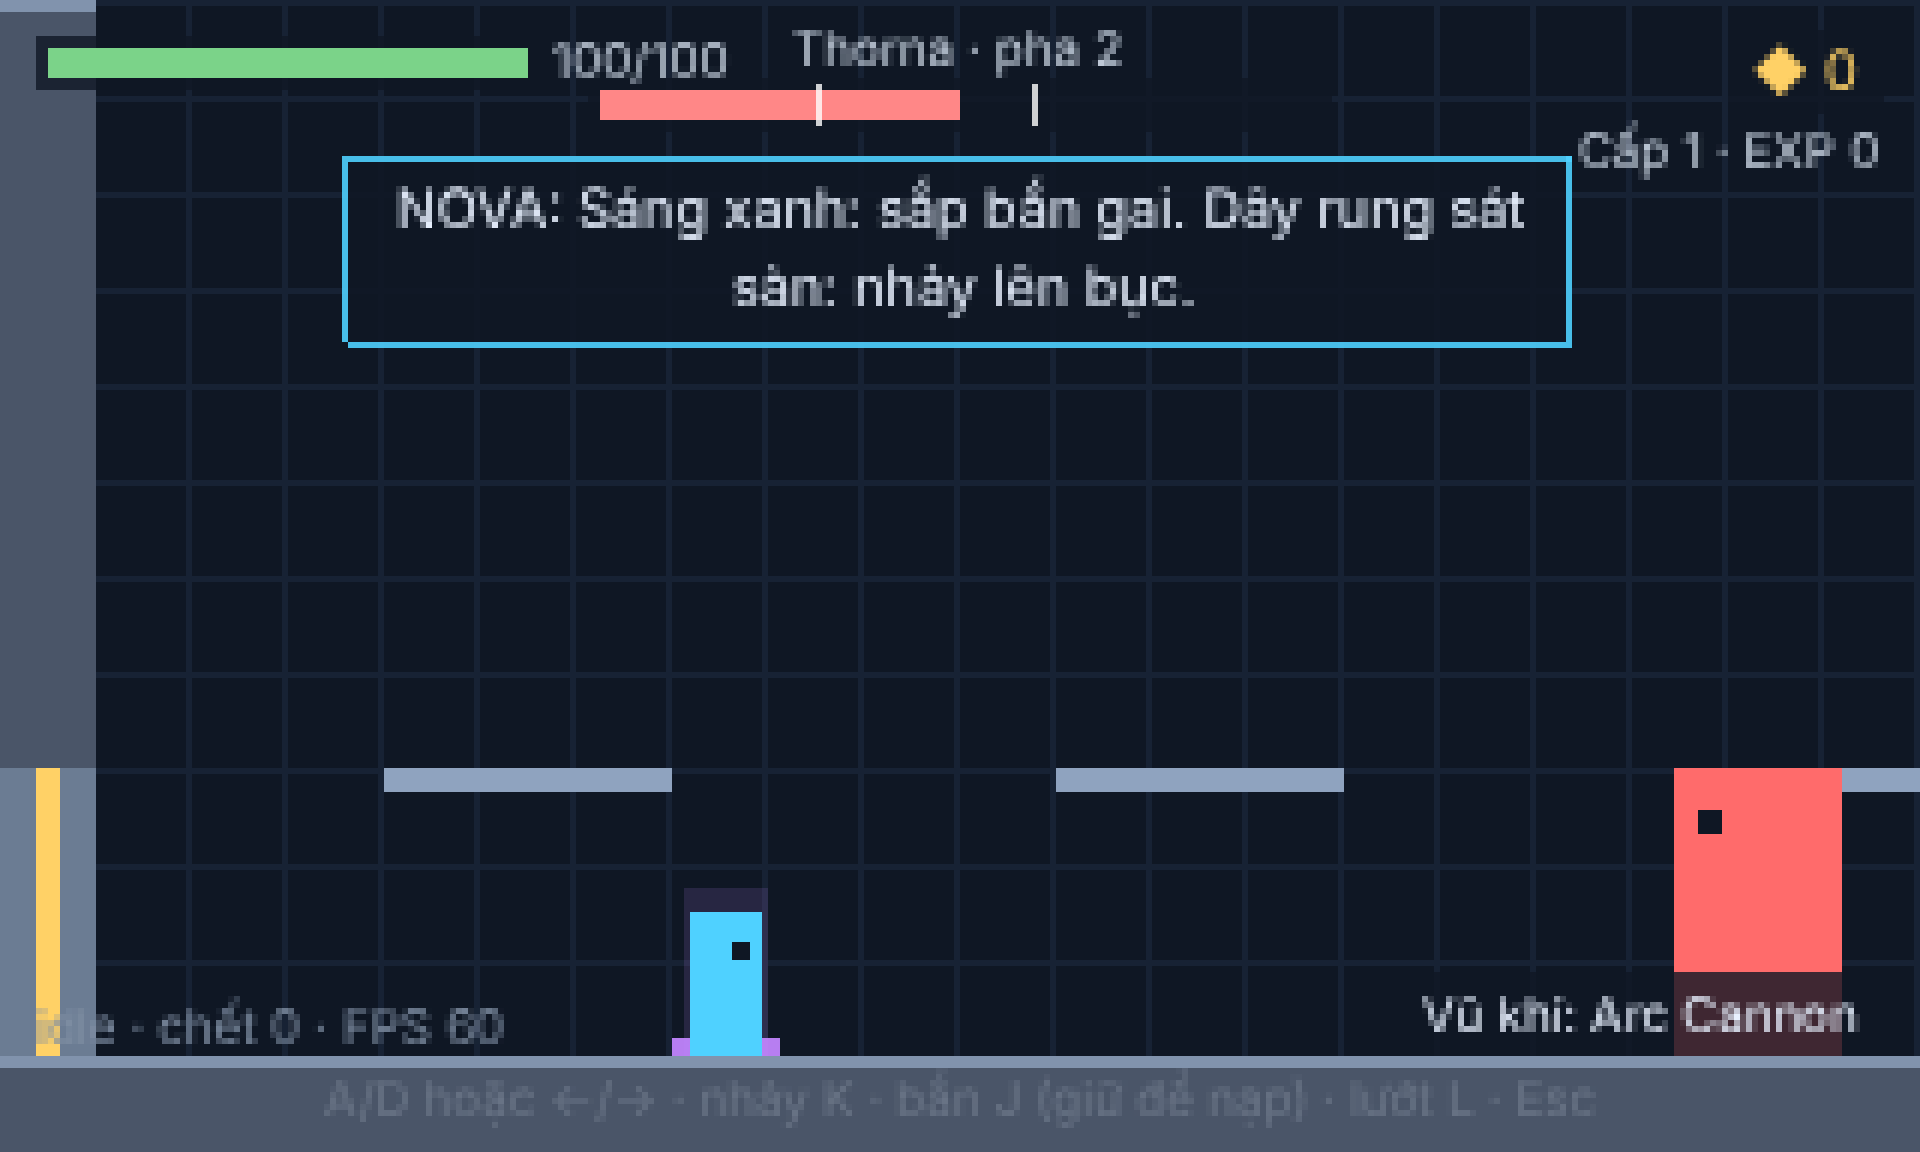 100/100
Thorna · pha 2
0
Cấp 1 · EXP 0
NOVA: Sáng xanh: sắp bắn gai. Dây rung sát
sàn: nhảy lên bục.
idle · chết 0 · FPS 60
Vũ khí: Arc Cannon
A/D hoặc ←/→ · nhảy K · bắn J (giữ để nạp) · lướt L · Esc